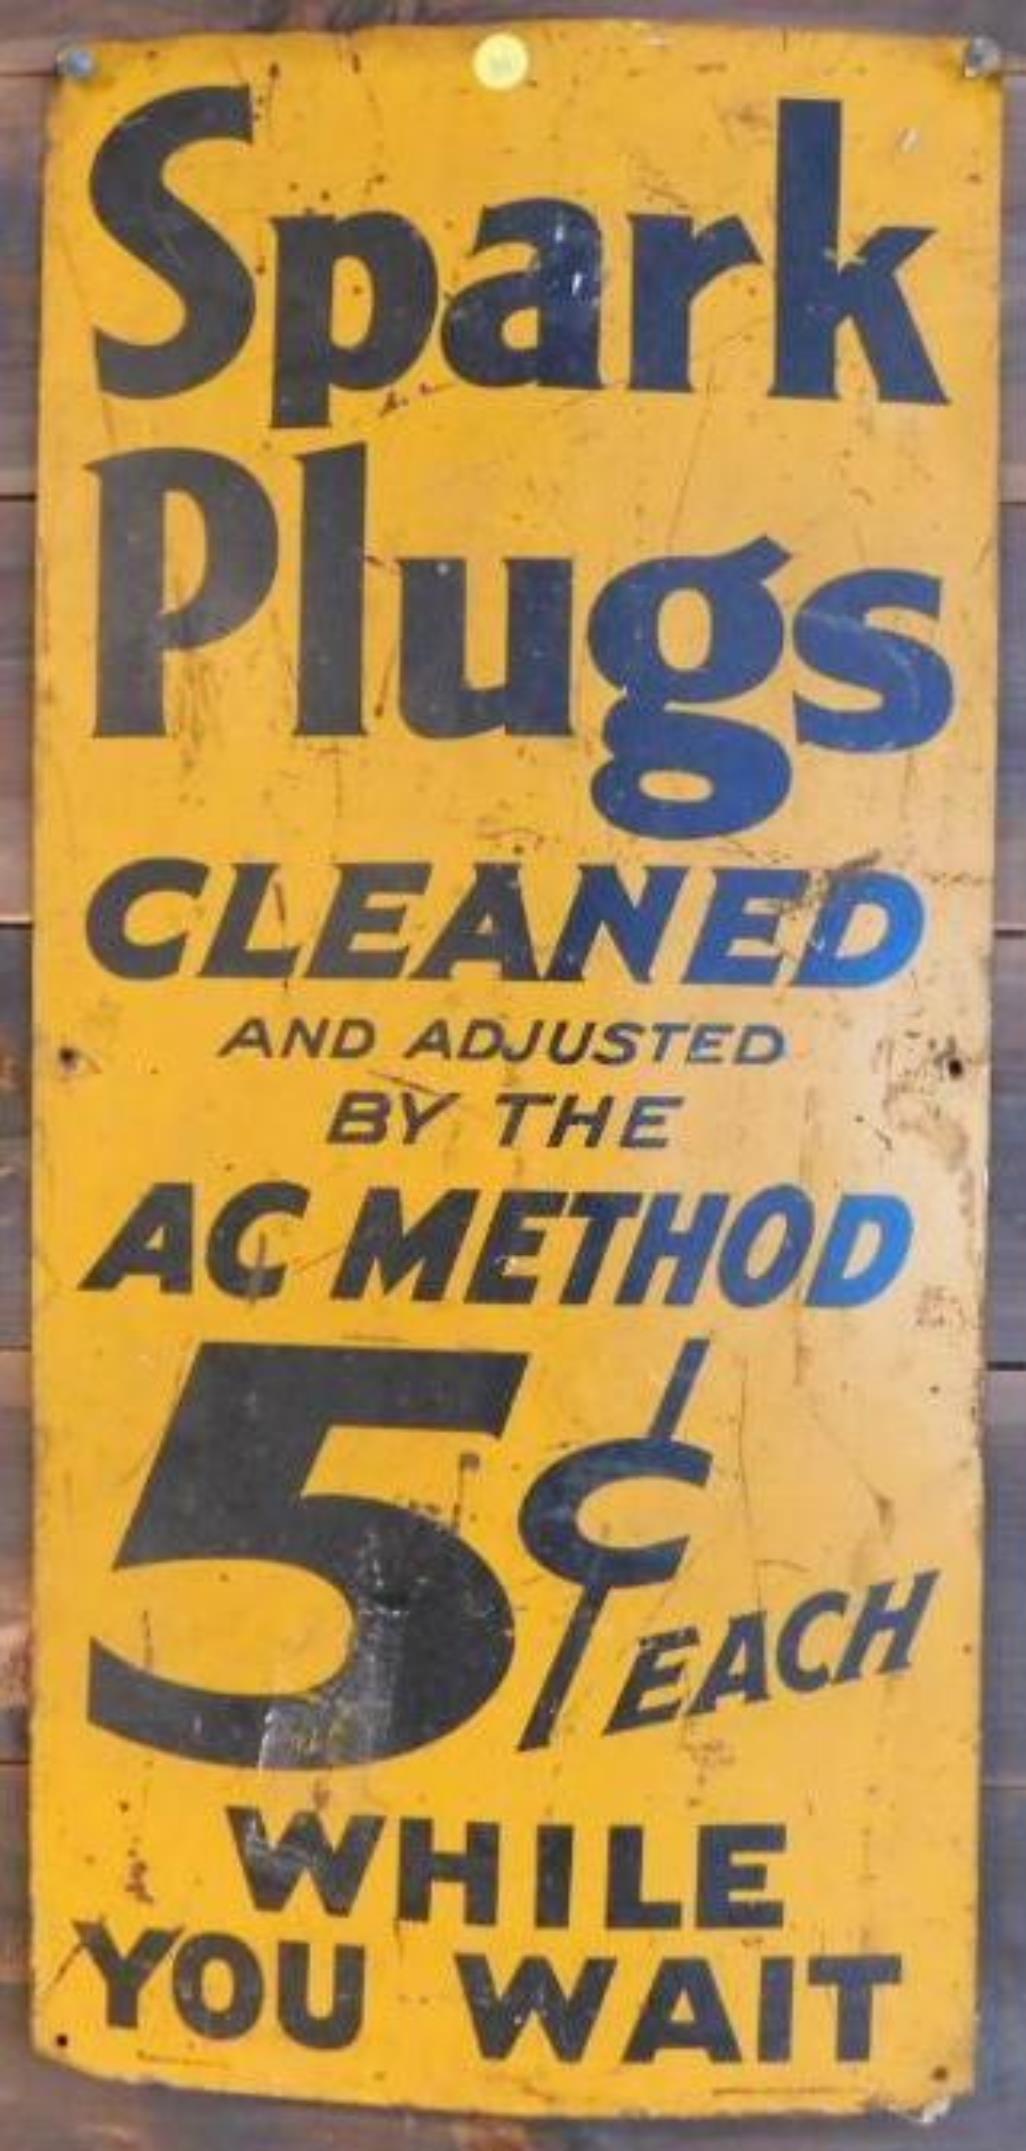 Spark
Plugs
CLEANED
AND ADJUSTED
BY THE
AC METHOD
5¢ EACH
WHILE
YOU WAIT